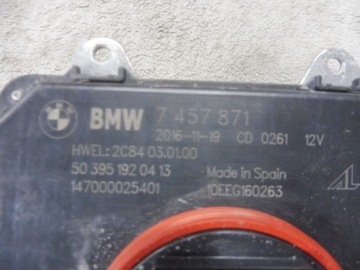 BMW 7 457 871
2016-11-19 CD 0261 12V
HWEL: 2C84 03.01.00
50 395 192 04 13 Made in Spain
147000025401 10EEG160263